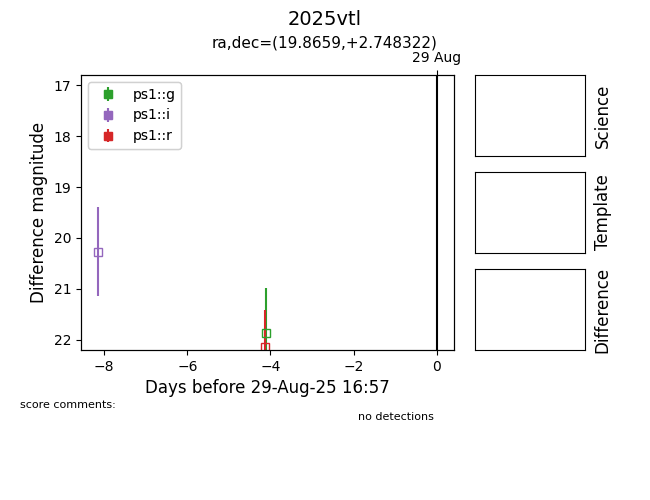 2025vtl
ra,dec=(19.8659,+2.748322)
29 Aug
ps1::g
ps1::i
ps1::r
17
18
19
20
21
22
Difference magnitude
−8
−6
−4
−2
0
Days before 29-Aug-25 16:57
Science
Template
Difference
score comments:
no detections